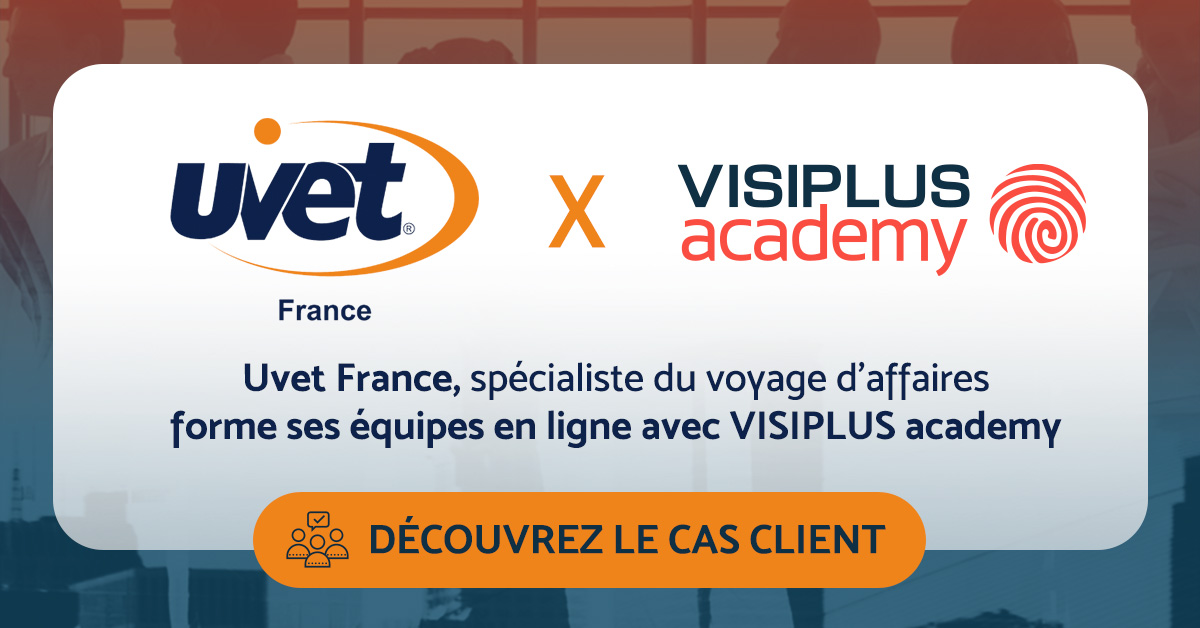 uvet®
France
X
VISIPLUS
academy
Uvet France, spécialiste du voyage d’affaires
forme ses équipes en ligne avec VISIPLUS academy
DÉCOUVREZ LE CAS CLIENT